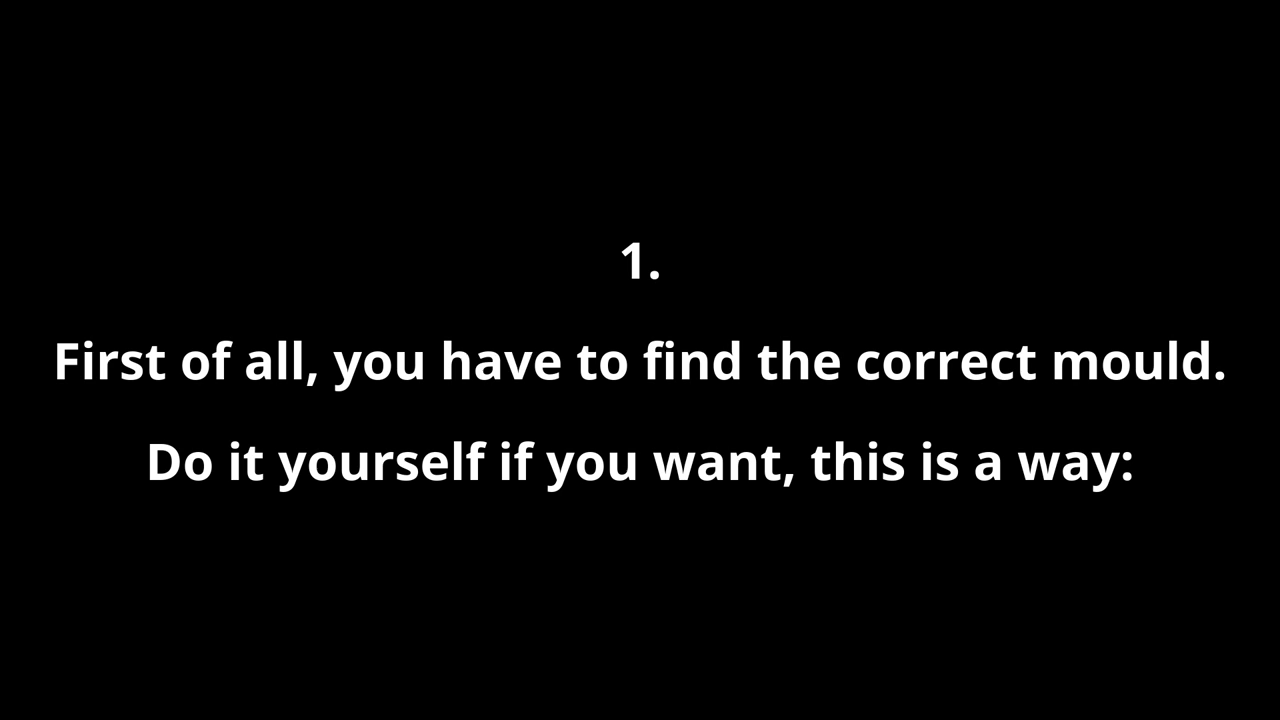 1.
First of all, you have to find the correct mould.
Do it yourself if you want, this is a way: